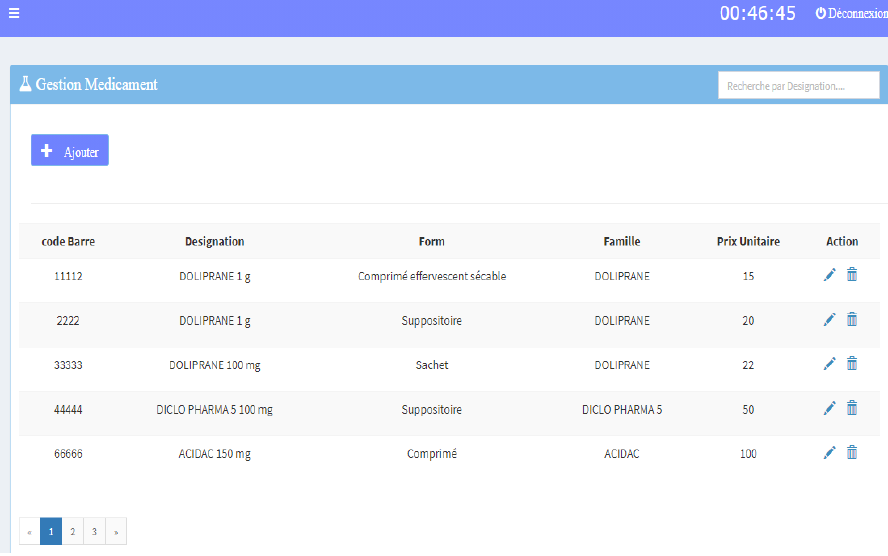 00:46:45 Déconnexion
Gestion Medicament Recherche par Designation....
Ajouter
code Barre Designation Form Famille Prix Unitaire Action
11112 DOLIPRANE 1 g Comprimé effervescent sécable DOLIPRANE 15
2222 DOLIPRANE 1 g Suppositoire DOLIPRANE 20
33333 DOLIPRANE 100 mg Sachet DOLIPRANE 22
44444 DICLO PHARMA 5 100 mg Suppositoire DICLO PHARMA 5 50
66666 ACIDAC 150 mg Comprimé ACIDAC 100
« 1 2 3 »